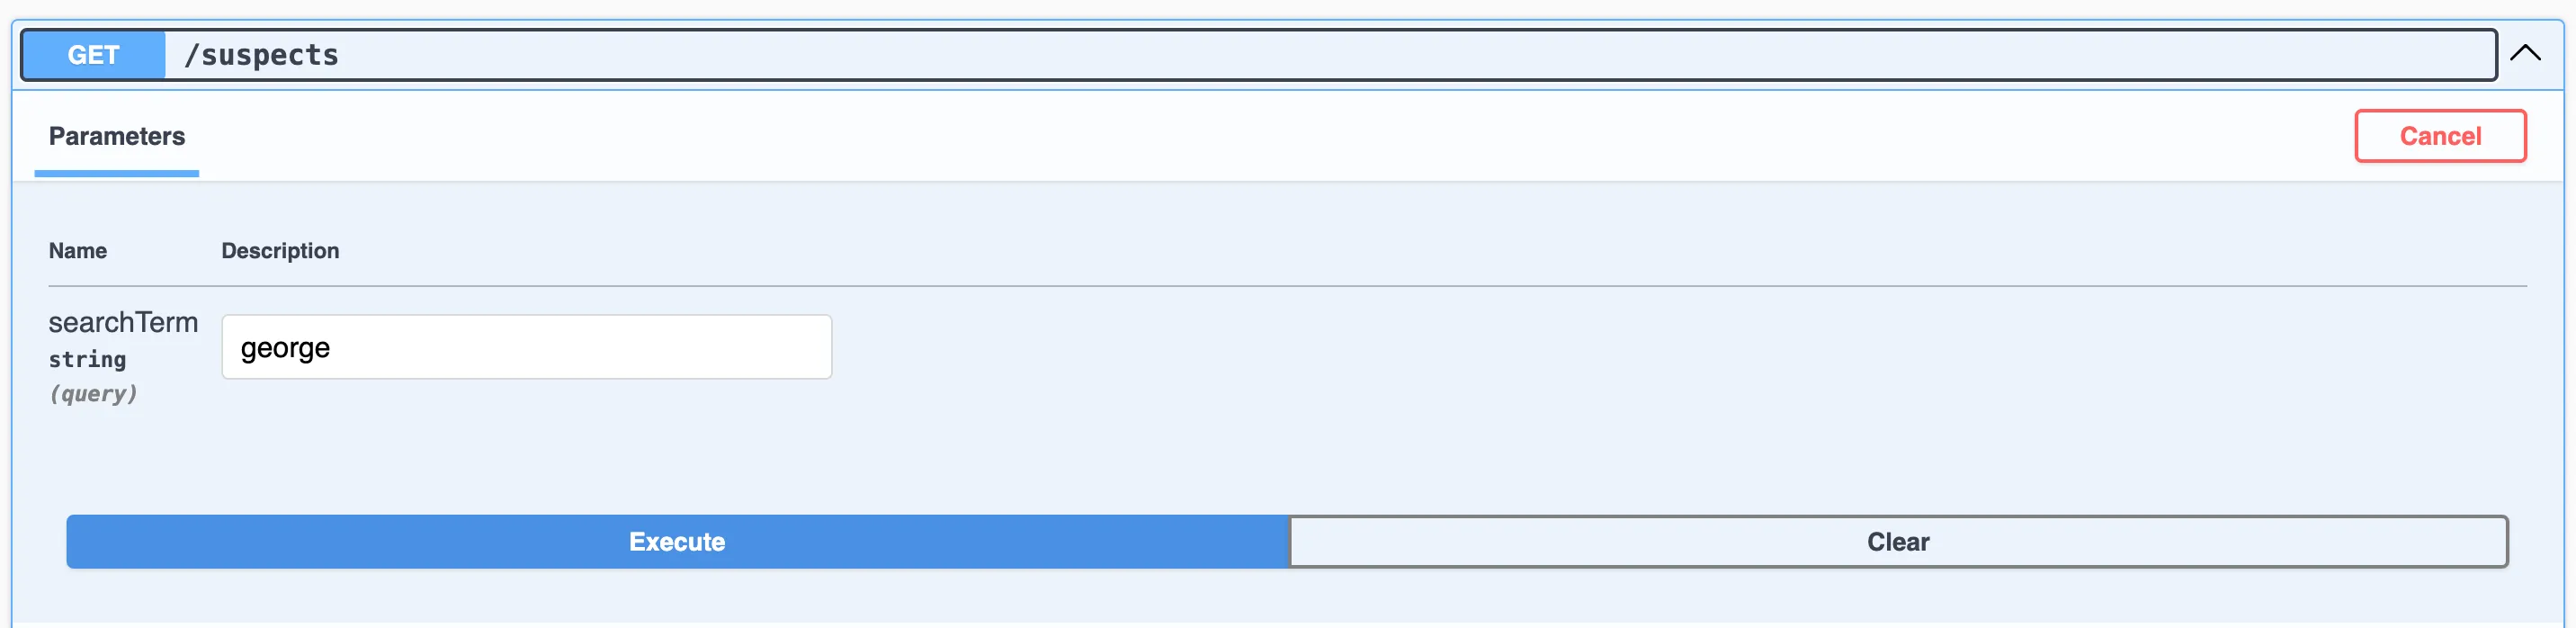 GET /suspects
Parameters
Cancel
Name Description
searchTerm
string
(query)
george
Execute Clear